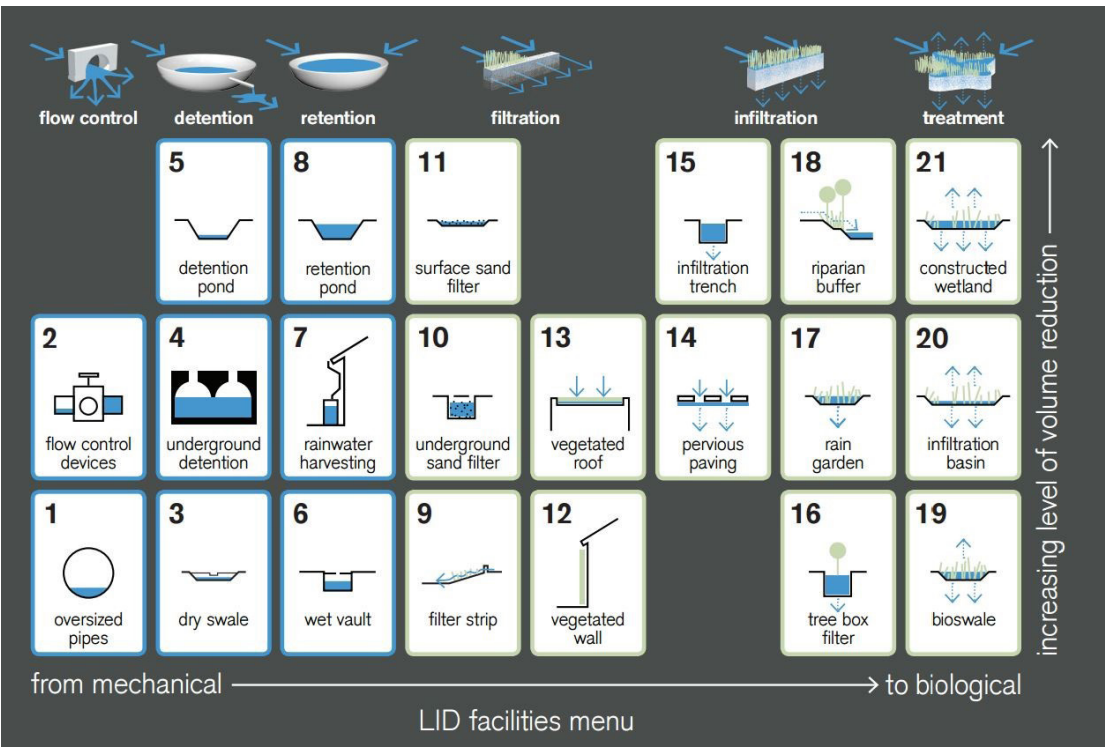 flow control
detention
retention
filtration
infiltration
treatment
5
detention
pond
8
retention
pond
11
surface sand
filter
15
infiltration
trench
18
riparian
buffer
21
constructed
wetland
2
flow control
devices
4
underground
detention
7
rainwater
harvesting
10
underground
sand filter
13
vegetated
roof
14
pervious
paving
17
rain
garden
20
infiltration
basin
1
oversized
pipes
3
dry swale
6
wet vault
9
filter strip
12
vegetated
wall
16
tree box
filter
19
bioswale
increasing level of volume reduction
from mechanical
to biological
LID facilities menu